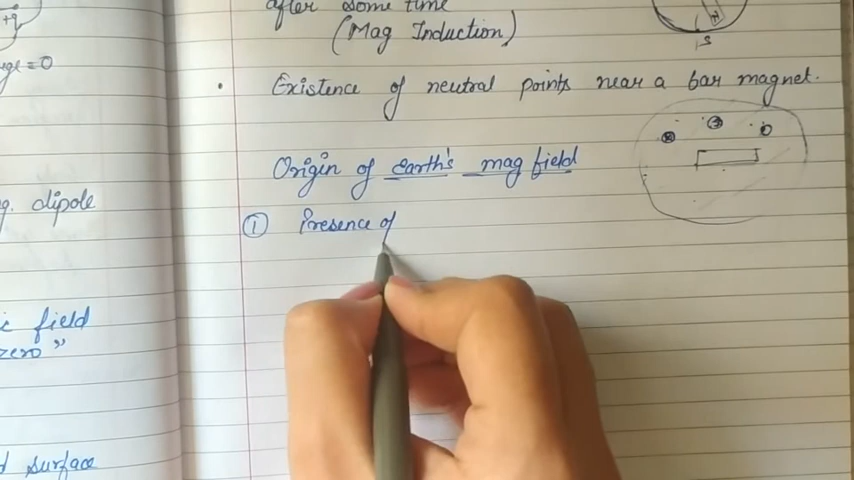 +q
ge = 0
g. dipole
c field
zero"
d surface
after some time
(Mag Induction)
S
• Existence of neutral points near a bar magnet.
Origin of earth's mag field
① Presence of